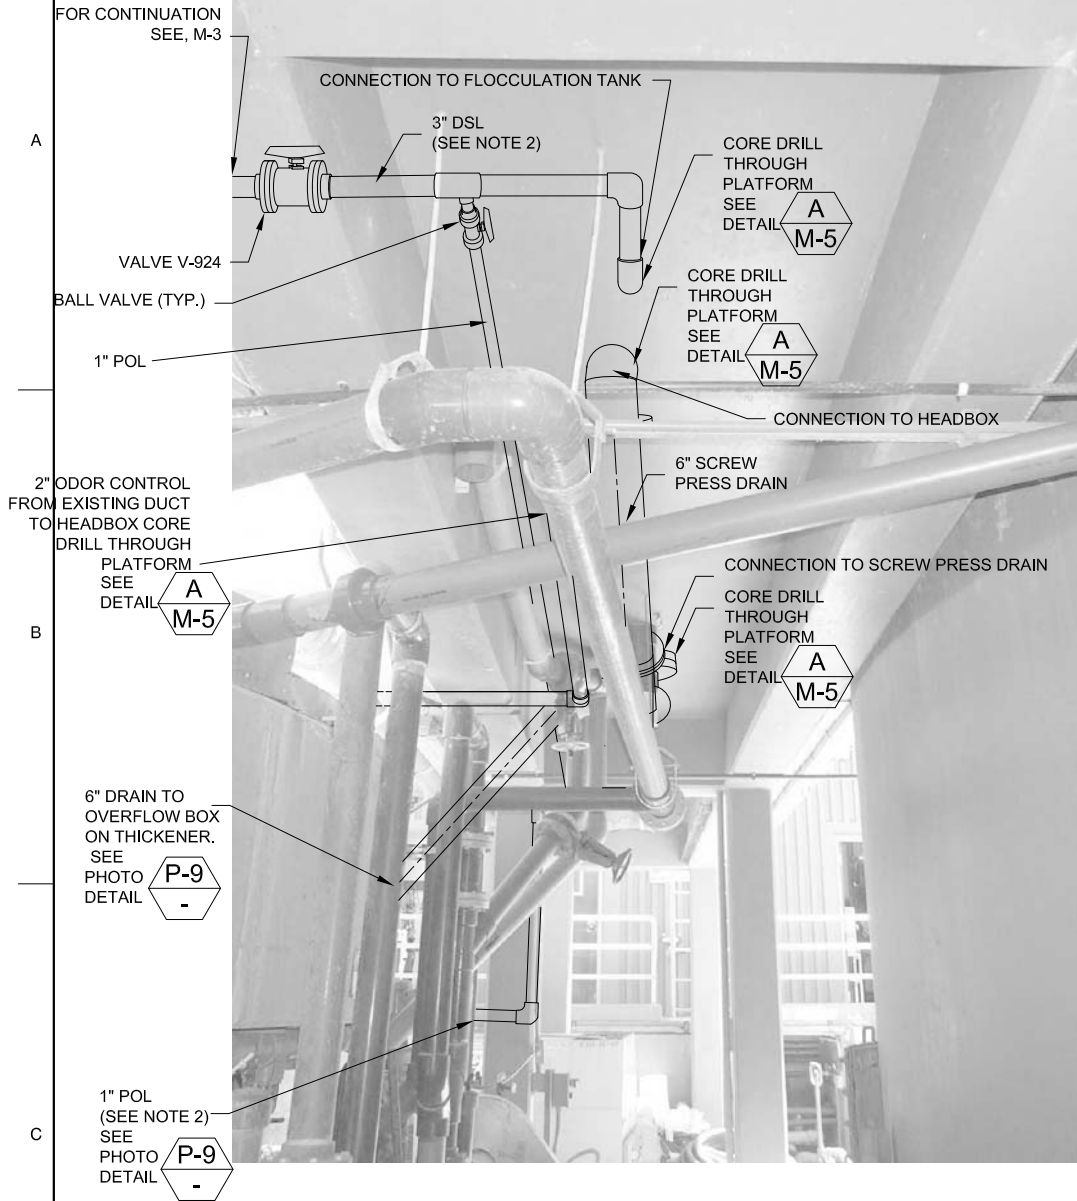 FOR CONTINUATION
SEE, M-3
CONNECTION TO FLOCCULATION TANK
A
3" DSL
(SEE NOTE 2)
CORE DRILL
THROUGH
PLATFORM
SEE
DETAIL
A
M-5
VALVE V-924
BALL VALVE (TYP.)
CORE DRILL
THROUGH
PLATFORM
SEE
DETAIL
A
M-5
1" POL
CONNECTION TO HEADBOX
6" SCREW
PRESS DRAIN
2" ODOR CONTROL
FROM EXISTING DUCT
TO HEADBOX CORE
DRILL THROUGH
PLATFORM
SEE
DETAIL
A
M-5
CONNECTION TO SCREW PRESS DRAIN
CORE DRILL
THROUGH
PLATFORM
SEE
DETAIL
A
M-5
B
6" DRAIN TO
OVERFLOW BOX
ON THICKENER.
SEE
PHOTO
DETAIL
P-9
-
1" POL
(SEE NOTE 2)
SEE
PHOTO
DETAIL
P-9
-
C